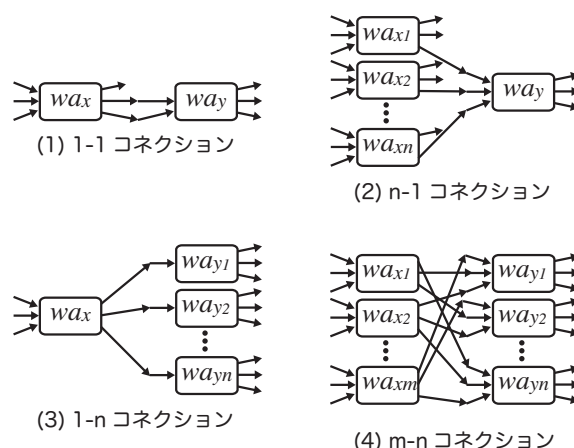 wax way
(1) 1-1 コネクション
wax1
wax2
way
waxn
(2) n-1 コネクション
wax
way1
way2
wayn
(3) 1-n コネクション
wax1 way1
wax2 way2
waxm wayn
(4) m-n コネクション